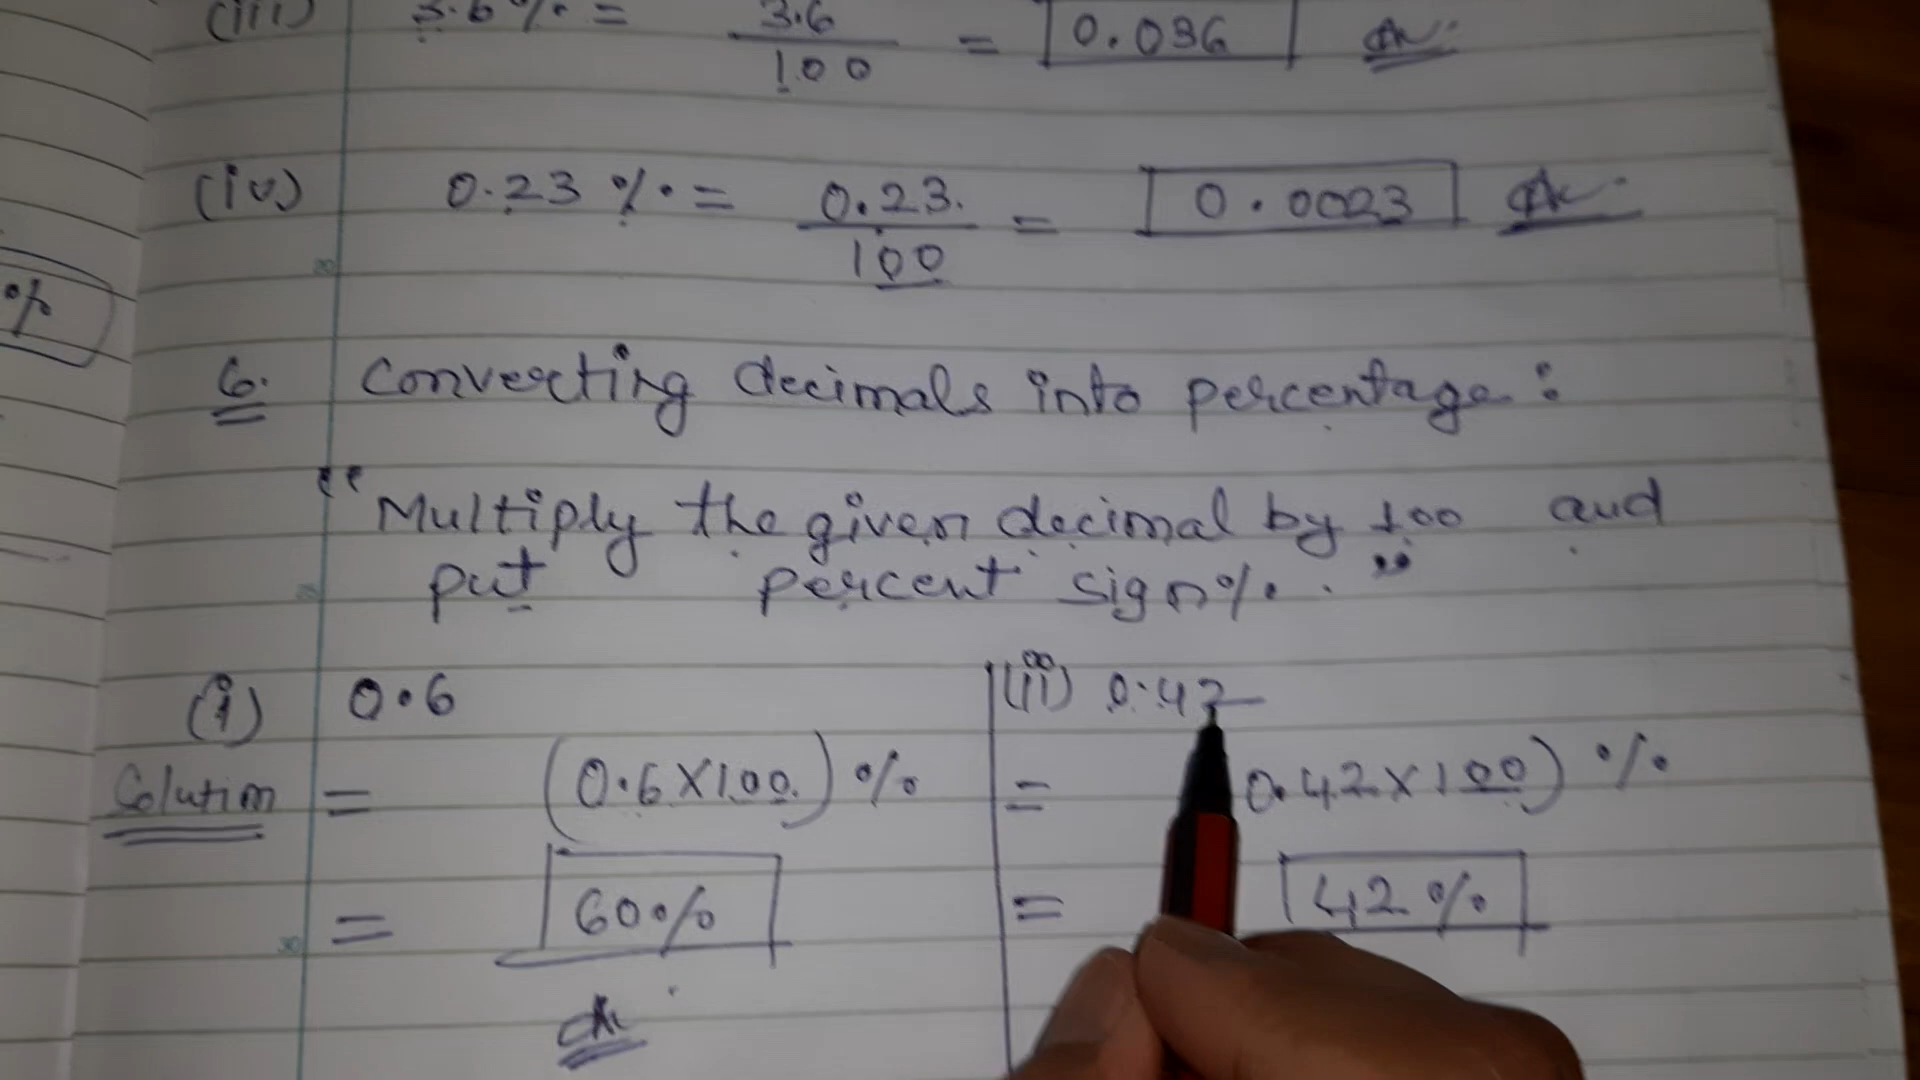 (iii) 3.6 % = 3.6 / 100 = 0.036 Ans.
(iv) 0.23 % = 0.23 / 100 = 0.0023 Ans.
%
6. Converting decimals into percentage :
"Multiply the given decimal by 100 and
put percent sign % . "
(i) 0.6
Solution = (0.6 X 100) %
= 60%
Ans
(ii) 0.42
= 0.42 x 100) %
= 42 %